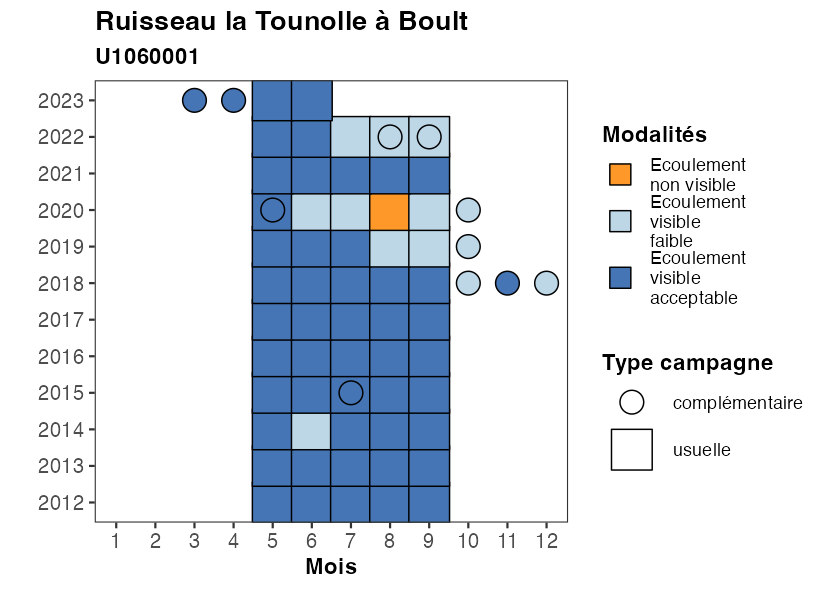 Ruisseau la Tounolle à Boult
U1060001
2023
2022
2021
2020
2019
2018
2017
2016
2015
2014
2013
2012
1 2 3 4 5 6 7 8 9 10 11 12
Mois
Modalités
Ecoulement
non visible
Ecoulement
visible
faible
Ecoulement
visible
acceptable
Type campagne
complémentaire
usuelle